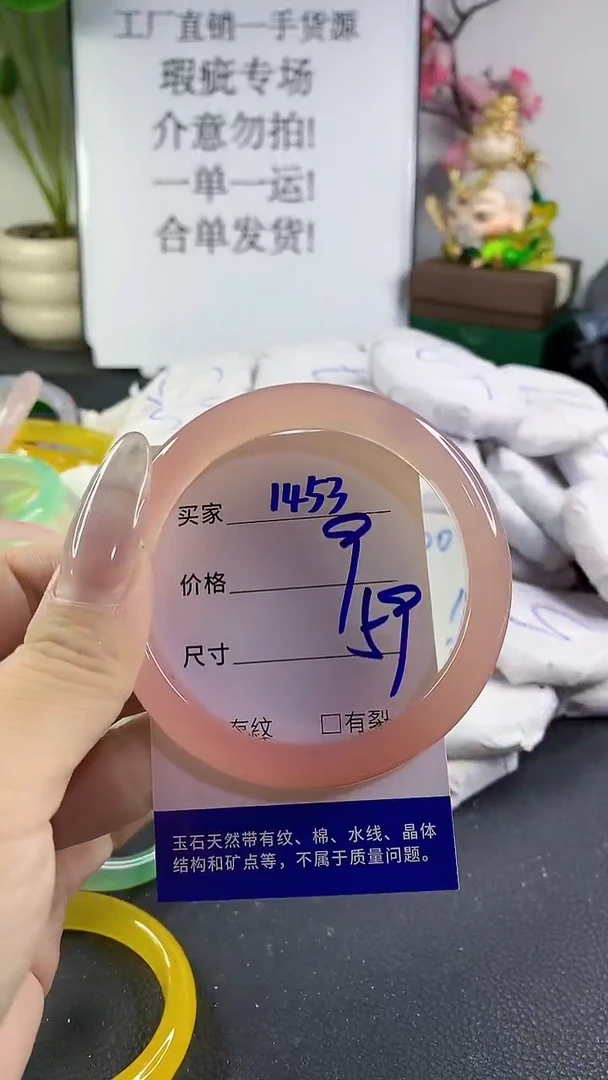 工厂直销一手货源
瑕疵专场
介意勿拍!
一单一运!
合单发货!
买家 1453
价格 9
尺寸 59
有纹 □有裂
玉石天然带有纹、棉、水线、晶体
结构和矿点等，不属于质量问题。